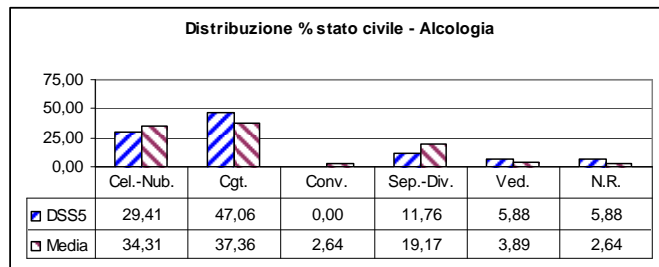 Distribuzione % stato civile - Alcologia
75,00
50,00
25,00
0,00
Cel.-Nub. Cgt. Conv. Sep.-Div. Ved. N.R.
DSS5 29,41 47,06 0,00 11,76 5,88 5,88
Media 34,31 37,36 2,64 19,17 3,89 2,64